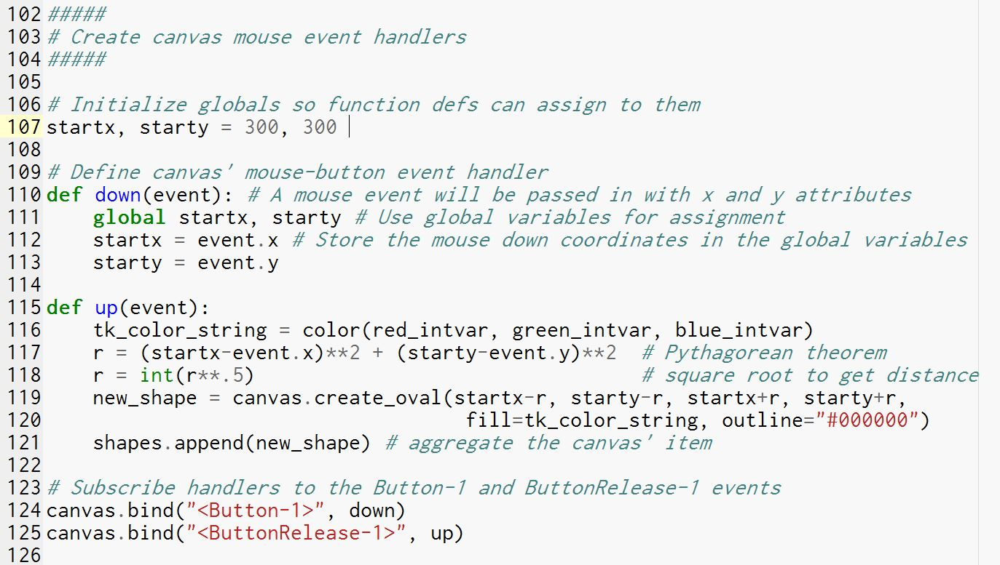 102 #####
103 # Create canvas mouse event handlers
104 #####
105
106 # Initialize globals so function defs can assign to them
107 startx, starty = 300, 300
108
109 # Define canvas' mouse-button event handler
110 def down(event): # A mouse event will be passed in with x and y attributes
111     global startx, starty # Use global variables for assignment
112     startx = event.x # Store the mouse down coordinates in the global variables
113     starty = event.y
114
115 def up(event):
116     tk_color_string = color(red_intvar, green_intvar, blue_intvar)
117     r = (startx-event.x)**2 + (starty-event.y)**2  # Pythagorean theorem
118     r = int(r**.5)                                 # square root to get distance
119     new_shape = canvas.create_oval(startx-r, starty-r, startx+r, starty+r,
120                                     fill=tk_color_string, outline="#000000")
121     shapes.append(new_shape) # aggregate the canvas' item
122
123 # Subscribe handlers to the Button-1 and ButtonRelease-1 events
124 canvas.bind("<Button-1>", down)
125 canvas.bind("<ButtonRelease-1>", up)
126